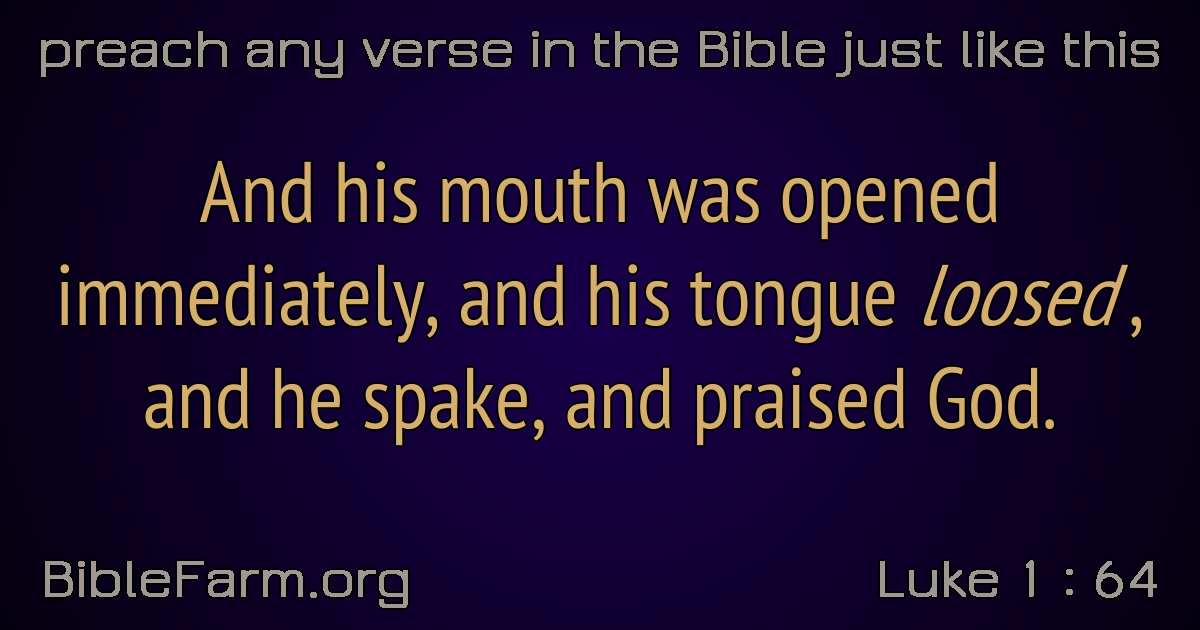 preach any verse in the Bible just like this
And his mouth was opened
immediately, and his tongue loosed,
and he spake, and praised God.
BibleFarm.org
Luke 1 : 64